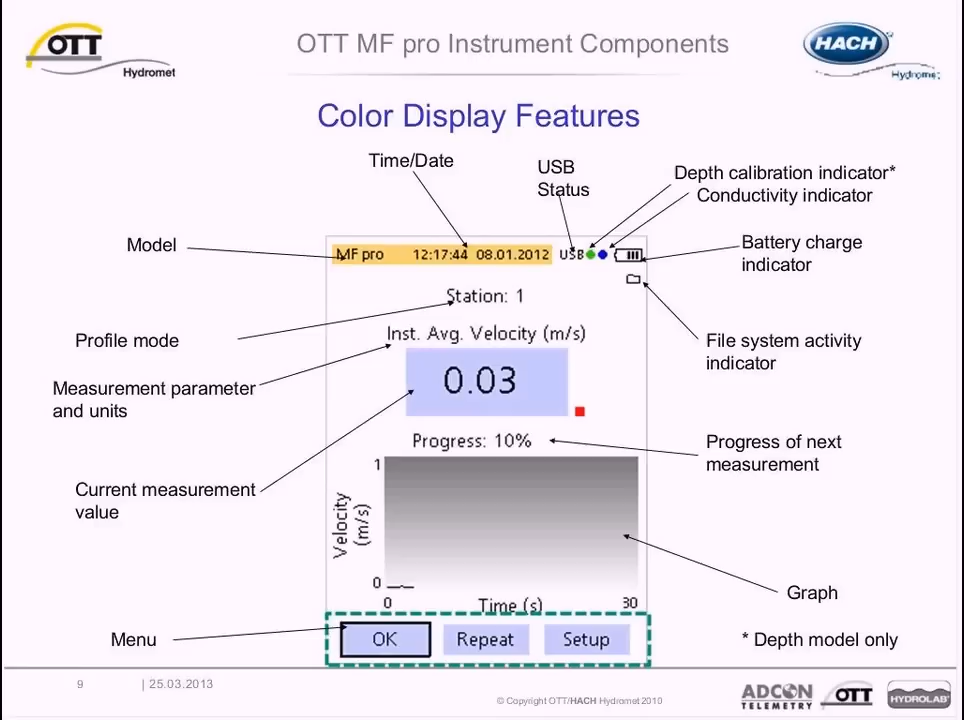 OTT
Hydromet
OTT MF pro Instrument Components
HACH
Hydromet
Color Display Features
Time/Date
USB
Status
Depth calibration indicator*
Conductivity indicator
Model
MF pro 12:17:44 08.01.2012 USB
Battery charge
indicator
Station: 1
Profile mode
Inst. Avg. Velocity (m/s)
File system activity
indicator
Measurement parameter
and units
0.03
Progress: 10%
Progress of next
measurement
Current measurement
value
1
Velocity
(m/s)
0
0 Time (s) 30
Graph
Menu
OK Repeat Setup
* Depth model only
9 | 25.03.2013
© Copyright OTT/HACH Hydromet 2010
ADCON
TELEMETRY
OTT
HYDROLAB